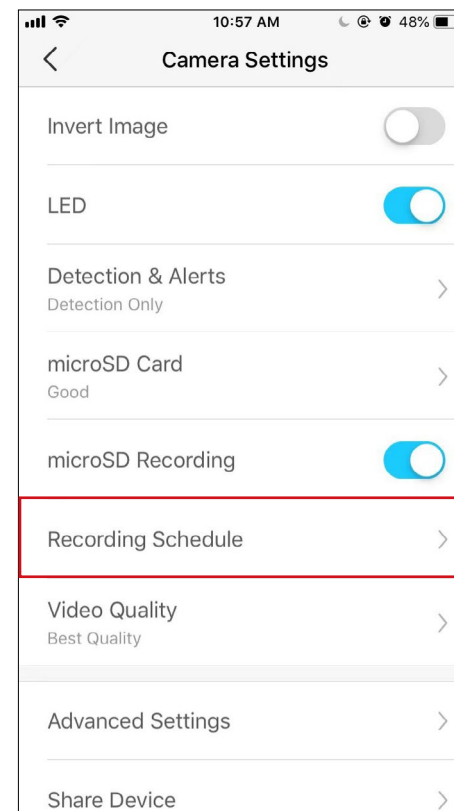 10:57 AM 48%
Camera Settings
Invert Image
LED
Detection & Alerts
Detection Only
microSD Card
Good
microSD Recording
Recording Schedule
Video Quality
Best Quality
Advanced Settings
Share Device